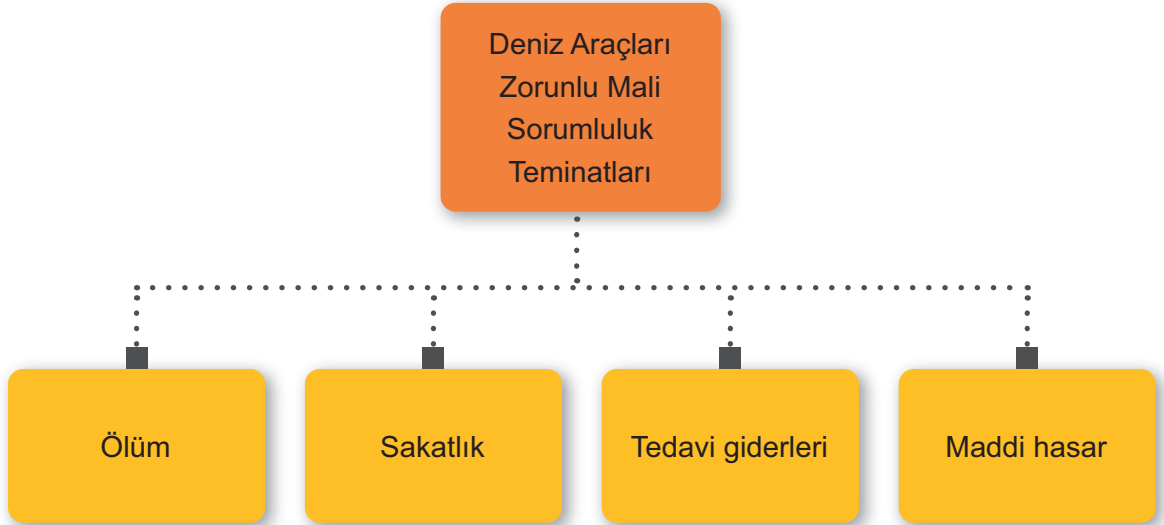 Deniz Araçları
Zorunlu Mali
Sorumluluk
Teminatları
Ölüm
Sakatlık
Tedavi giderleri
Maddi hasar